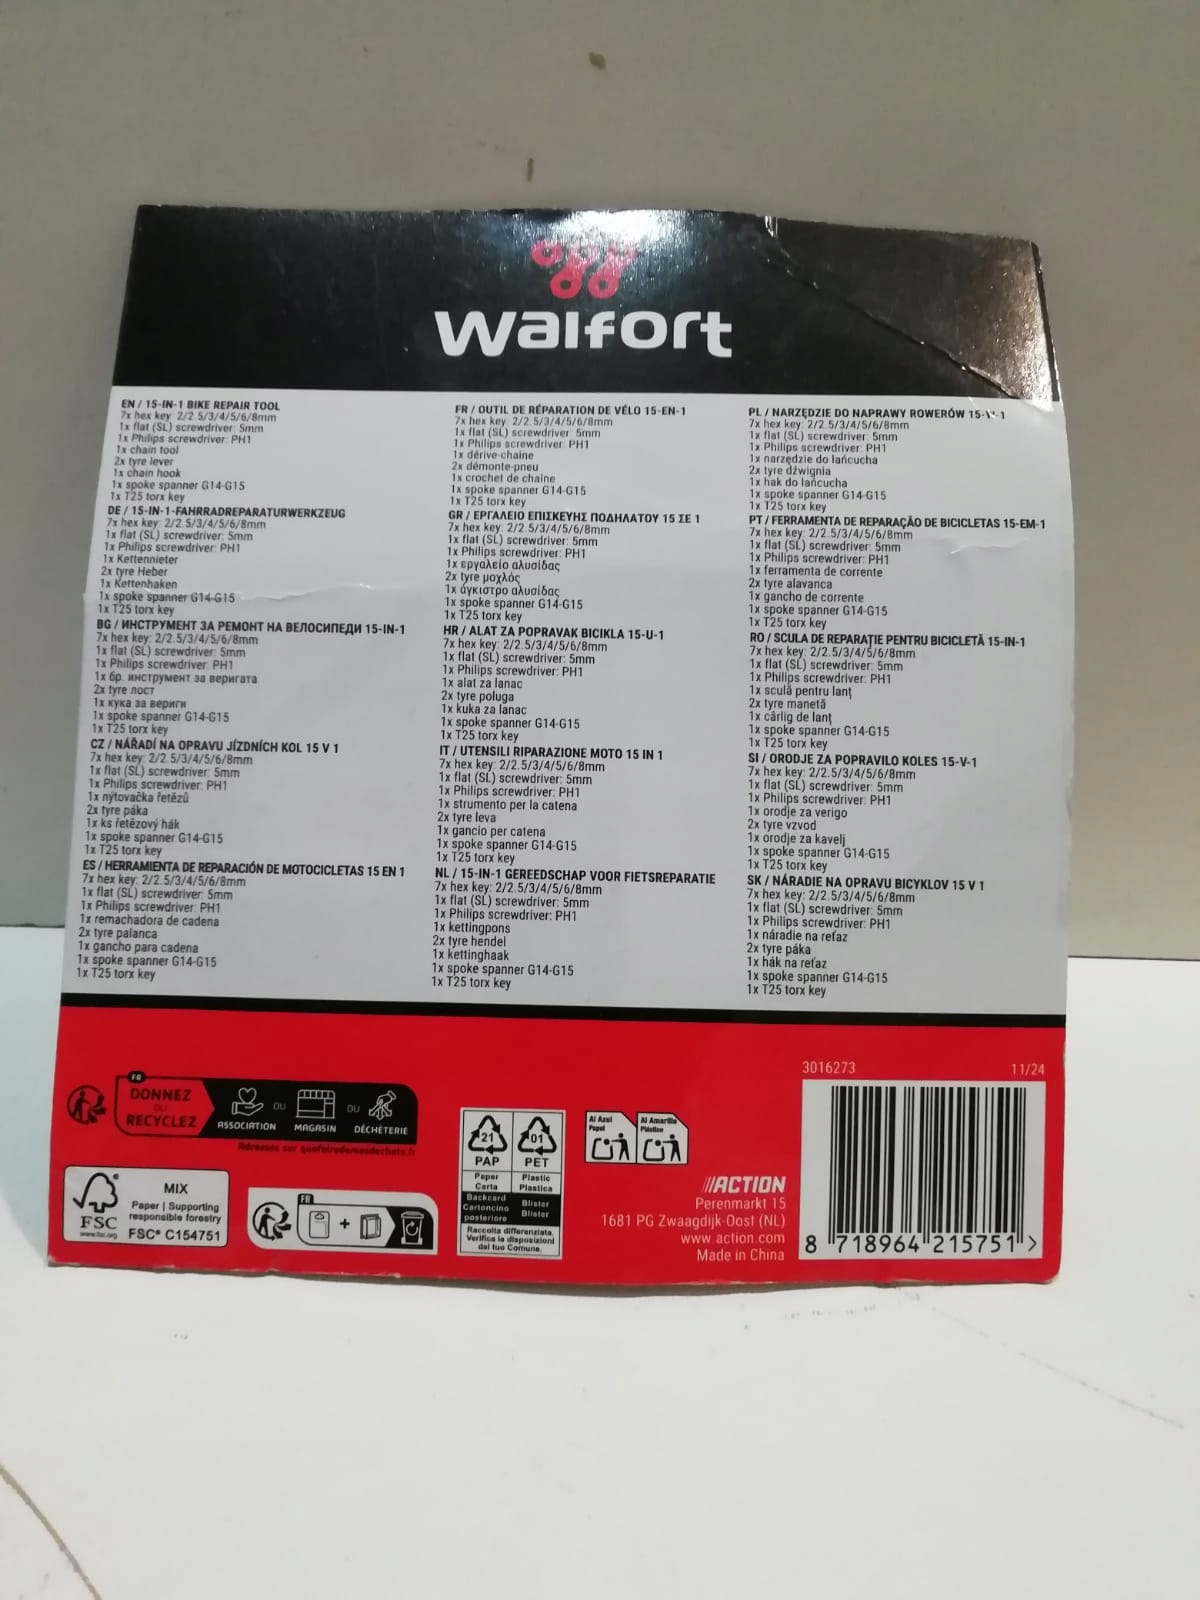 Walfort
EN / 15-IN-1 BIKE REPAIR TOOL
7x hex key: 2/2.5/3/4/5/6/8mm
1x flat (SL) screwdriver: 5mm
1x Philips screwdriver: PH1
1x chain tool
2x tyre lever
1x chain hook
1x spoke spanner G14-G15
1x T25 torx key
DE / 15-IN-1-FAHRRADREPARATURWERKZEUG
7x hex key: 2/2.5/3/4/5/6/8mm
1x flat (SL) screwdriver: 5mm
1x Philips screwdriver: PH1
1x Kettennieter
2x tyre Heber
1x Kettenhaken
1x spoke spanner G14-G15
1x T25 torx key
BG / ИНСТРУМЕНТ ЗА РЕМОНТ НА ВЕЛОСИПЕДИ 15-IN-1
7x hex key: 2/2.5/3/4/5/6/8mm
1x flat (SL) screwdriver: 5mm
1x Philips screwdriver: PH1
1x бр. инструмент за веригата
2x tyre лост
1x кука за вериги
1x spoke spanner G14-G15
1x T25 torx key
CZ / NÁŘADÍ NA OPRAVU JÍZDNÍCH KOL 15 V 1
7x hex key: 2/2.5/3/4/5/6/8mm
1x flat (SL) screwdriver: 5mm
1x Philips screwdriver: PH1
1x nýtovačka řetězů
2x tyre páka
1x ks řetězový hák
1x spoke spanner G14-G15
1x T25 torx key
ES / HERRAMIENTA DE REPARACIÓN DE MOTOCICLETAS 15 EN 1
7x hex key: 2/2.5/3/4/5/6/8mm
1x flat (SL) screwdriver: 5mm
1x Philips screwdriver: PH1
1x remachadora de cadena
2x tyre palanca
1x gancho para cadena
1x spoke spanner G14-G15
1x T25 torx key
FR / OUTIL DE RÉPARATION DE VÉLO 15-EN-1
7x hex key: 2/2.5/3/4/5/6/8mm
1x flat (SL) screwdriver: 5mm
1x Philips screwdriver: PH1
1x dérive-chaîne
2x démonte-pneu
1x crochet de chaîne
1x spoke spanner G14-G15
1x T25 torx key
GR / ΕΡΓΑΛΕΙΟ ΕΠΙΣΚΕΥΗΣ ΠΟΔΗΛΑΤΟΥ 15 ΣΕ 1
7x hex key: 2/2.5/3/4/5/6/8mm
1x flat (SL) screwdriver: 5mm
1x Philips screwdriver: PH1
1x εργαλείο αλυσίδας
2x tyre μοχλός
1x άγκιστρο αλυσίδας
1x spoke spanner G14-G15
1x T25 torx key
HR / ALAT ZA POPRAVAK BICIKLA 15-U-1
7x hex key: 2/2.5/3/4/5/6/8mm
1x flat (SL) screwdriver: 5mm
1x Philips screwdriver: PH1
1x alat za lanac
2x tyre poluga
1x kuka za lanac
1x spoke spanner G14-G15
1x T25 torx key
IT / UTENSILI RIPARAZIONE MOTO 15 IN 1
7x hex key: 2/2.5/3/4/5/6/8mm
1x flat (SL) screwdriver: 5mm
1x Philips screwdriver: PH1
1x strumento per la catena
2x tyre leva
1x gancio per catena
1x spoke spanner G14-G15
1x T25 torx key
NL / 15-IN-1 GEREEDSCHAP VOOR FIETSREPARATIE
7x hex key: 2/2.5/3/4/5/6/8mm
1x flat (SL) screwdriver: 5mm
1x Philips screwdriver: PH1
1x kettingpons
2x tyre hendel
1x kettinghaak
1x spoke spanner G14-G15
1x T25 torx key
PL / NARZĘDZIE DO NAPRAWY ROWERÓW 15-W-1
7x hex key: 2/2.5/3/4/5/6/8mm
1x flat (SL) screwdriver: 5mm
1x Philips screwdriver: PH1
1x narzędzie do łańcucha
2x tyre dźwignia
1x hak do łańcucha
1x spoke spanner G14-G15
1x T25 torx key
PT / FERRAMENTA DE REPARAÇÃO DE BICICLETAS 15-EM-1
7x hex key: 2/2.5/3/4/5/6/8mm
1x flat (SL) screwdriver: 5mm
1x Philips screwdriver: PH1
1x ferramenta de corrente
2x tyre alavanca
1x gancho de corrente
1x spoke spanner G14-G15
1x T25 torx key
RO / SCULA DE REPARAȚIE PENTRU BICICLETĂ 15-IN-1
7x hex key: 2/2.5/3/4/5/6/8mm
1x flat (SL) screwdriver: 5mm
1x Philips screwdriver: PH1
1x sculă pentru lanț
2x tyre manetă
1x cârlig de lanț
1x spoke spanner G14-G15
1x T25 torx key
SI / ORODJE ZA POPRAVILO KOLES 15-V-1
7x hex key: 2/2.5/3/4/5/6/8mm
1x flat (SL) screwdriver: 5mm
1x Philips screwdriver: PH1
1x orodje za verigo
2x tyre vzvod
1x orodje za kavelj
1x spoke spanner G14-G15
1x T25 torx key
SK / NÁRADIE NA OPRAVU BICYKLOV 15 V 1
7x hex key: 2/2.5/3/4/5/6/8mm
1x flat (SL) screwdriver: 5mm
1x Philips screwdriver: PH1
1x náradie na reťaz
2x tyre páka
1x hák na reťaz
1x spoke spanner G14-G15
1x T25 torx key
FR
DONNEZ
OU
RECYCLEZ
ASSOCIATION
OU
MAGASIN
OU
DÉCHÈTERIE
Adresses sur quefairedemesdechets.fr
FSC
www.fsc.org
MIX
Paper | Supporting
responsible forestry
FSC® C154751
FR
+
21
PAP
Paper
Carta
Backcard
Cartoncino
posteriore
01
PET
Plastic
Plastica
Blister
Blister
Raccolta differenziata.
Verifica le disposizioni
del tuo Comune.
Al Azul
Papel
Al Amarillo
Plástico
//ACTION
Perenmarkt 15
1681 PG Zwaagdijk-Oost (NL)
www.action.com
Made in China
3016273
11/24
8 718964 215751 >